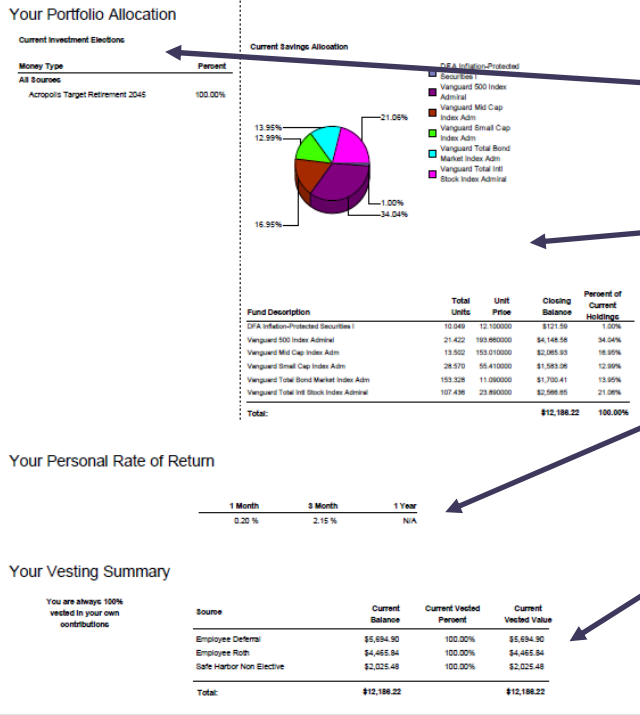 Your Portfolio Allocation
Current Investment Elections
Money Type Percent
All Sources
Acropolis Target Retirement 2045 100.00%
Current Savings Allocation
DFA Inflation-Protected
Securities I
Vanguard 500 Index
Admiral
Vanguard Mid Cap
Index Adm
Vanguard Small Cap
Index Adm
Vanguard Total Bond
Market Index Adm
Vanguard Total Intl
Stock Index Admiral
21.06%
13.95%
12.99%
1.00%
34.04%
16.95%
Fund Description Total Units Unit Price Closing Balance Percent of Current Holdings
DFA Inflation-Protected Securities I 10.049 12.100000 $121.59 1.00%
Vanguard 500 Index Admiral 21.422 193.660000 $4,148.58 34.04%
Vanguard Mid Cap Index Adm 13.502 153.010000 $2,065.93 16.95%
Vanguard Small Cap Index Adm 28.570 55.410000 $1,583.06 12.99%
Vanguard Total Bond Market Index Adm 153.328 11.090000 $1,700.41 13.95%
Vanguard Total Intl Stock Index Admiral 107.436 23.890000 $2,566.65 21.06%
Total: $12,186.22 100.00%
Your Personal Rate of Return
1 Month 3 Month 1 Year
0.20 % 2.15 % N/A
Your Vesting Summary
You are always 100%
vested in your own
contributions
Source Current Balance Current Vested Percent Current Vested Value
Employee Deferral $5,694.90 100.00% $5,694.90
Employee Roth $4,465.84 100.00% $4,465.84
Safe Harbor Non Elective $2,025.48 100.00% $2,025.48
Total: $12,186.22 $12,186.22